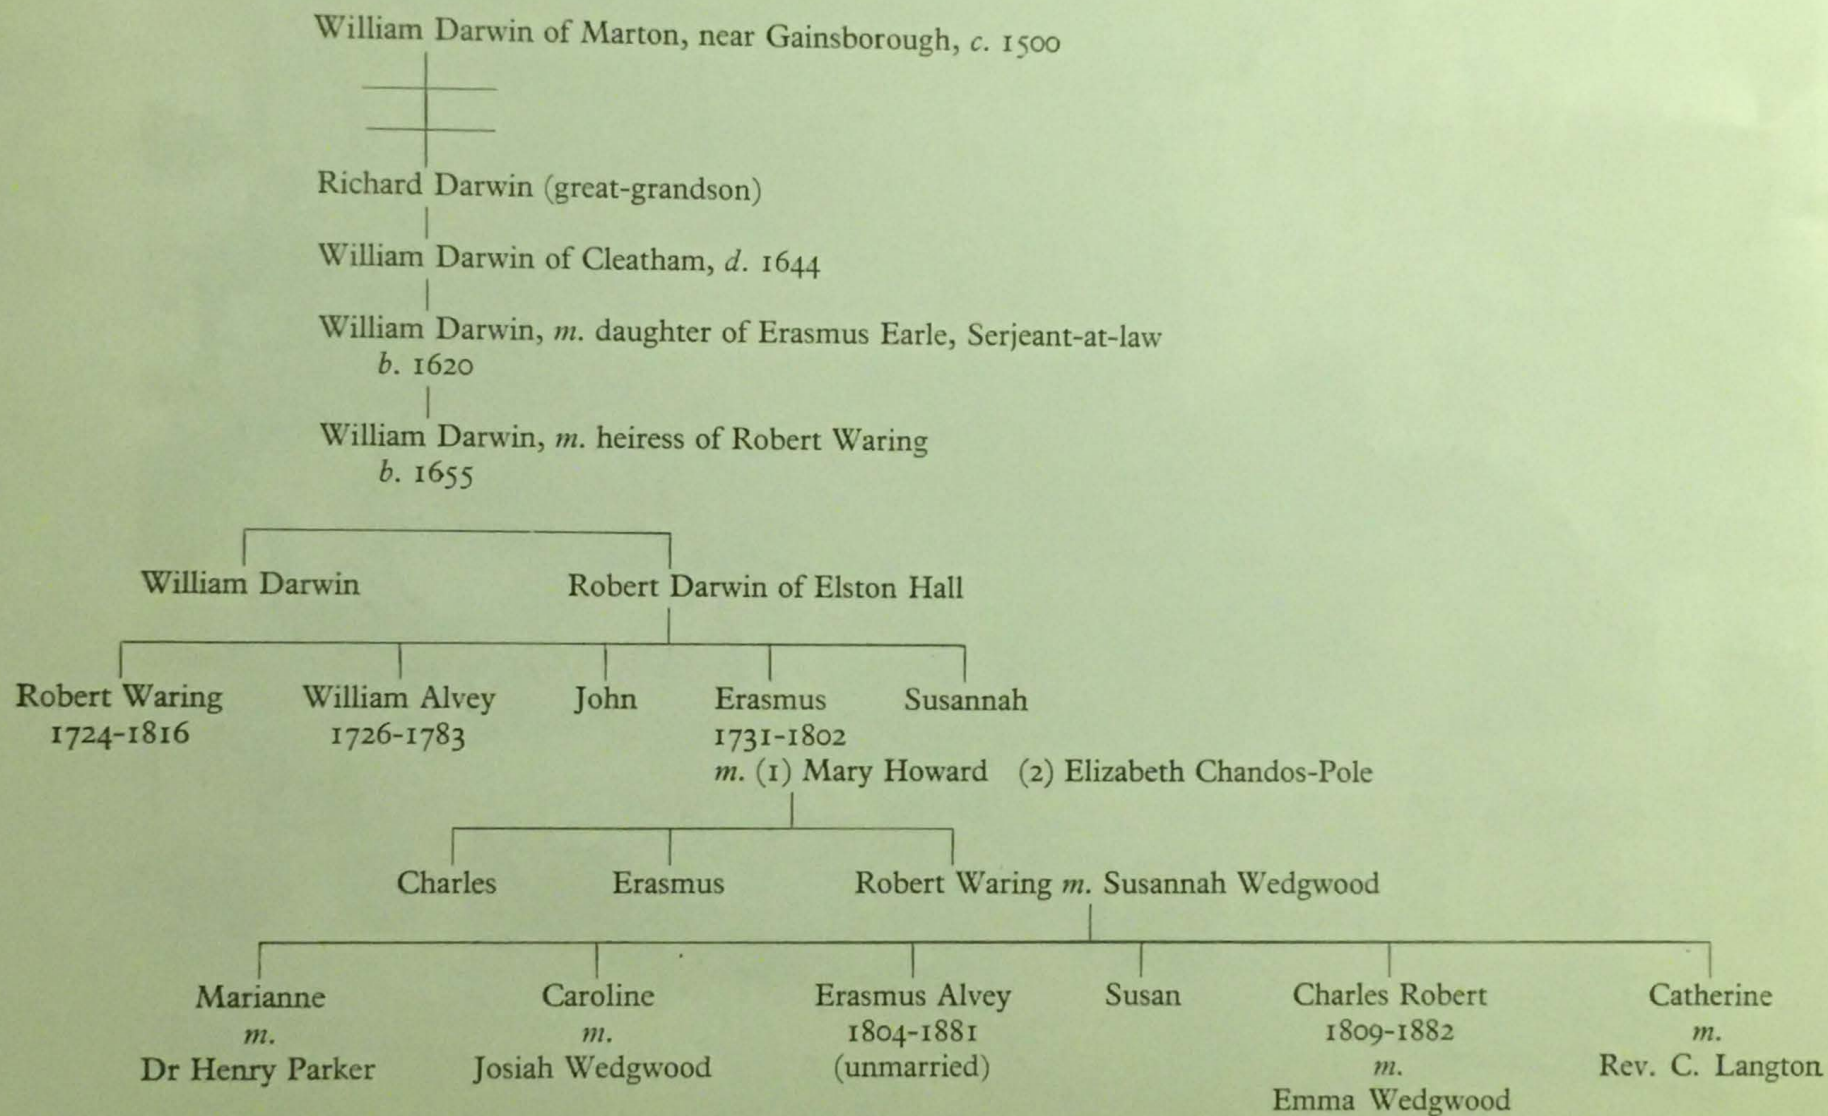 William Darwin of Marton, near Gainsborough, c. 1500
Richard Darwin (great-grandson)
William Darwin of Cleatham, d. 1644
William Darwin, m. daughter of Erasmus Earle, Serjeant-at-law
b. 1620
William Darwin, m. heiress of Robert Waring
b. 1655
William Darwin Robert Darwin of Elston Hall
Robert Waring William Alvey John Erasmus Susannah
1724-1816 1726-1783 1731-1802
m. (1) Mary Howard (2) Elizabeth Chandos-Pole
Charles Erasmus Robert Waring m. Susannah Wedgwood
Marianne Caroline Erasmus Alvey Susan Charles Robert Catherine
m. m. 1804-1881 1809-1882 m.
Dr Henry Parker Josiah Wedgwood (unmarried) m. Rev. C. Langton
Emma Wedgwood